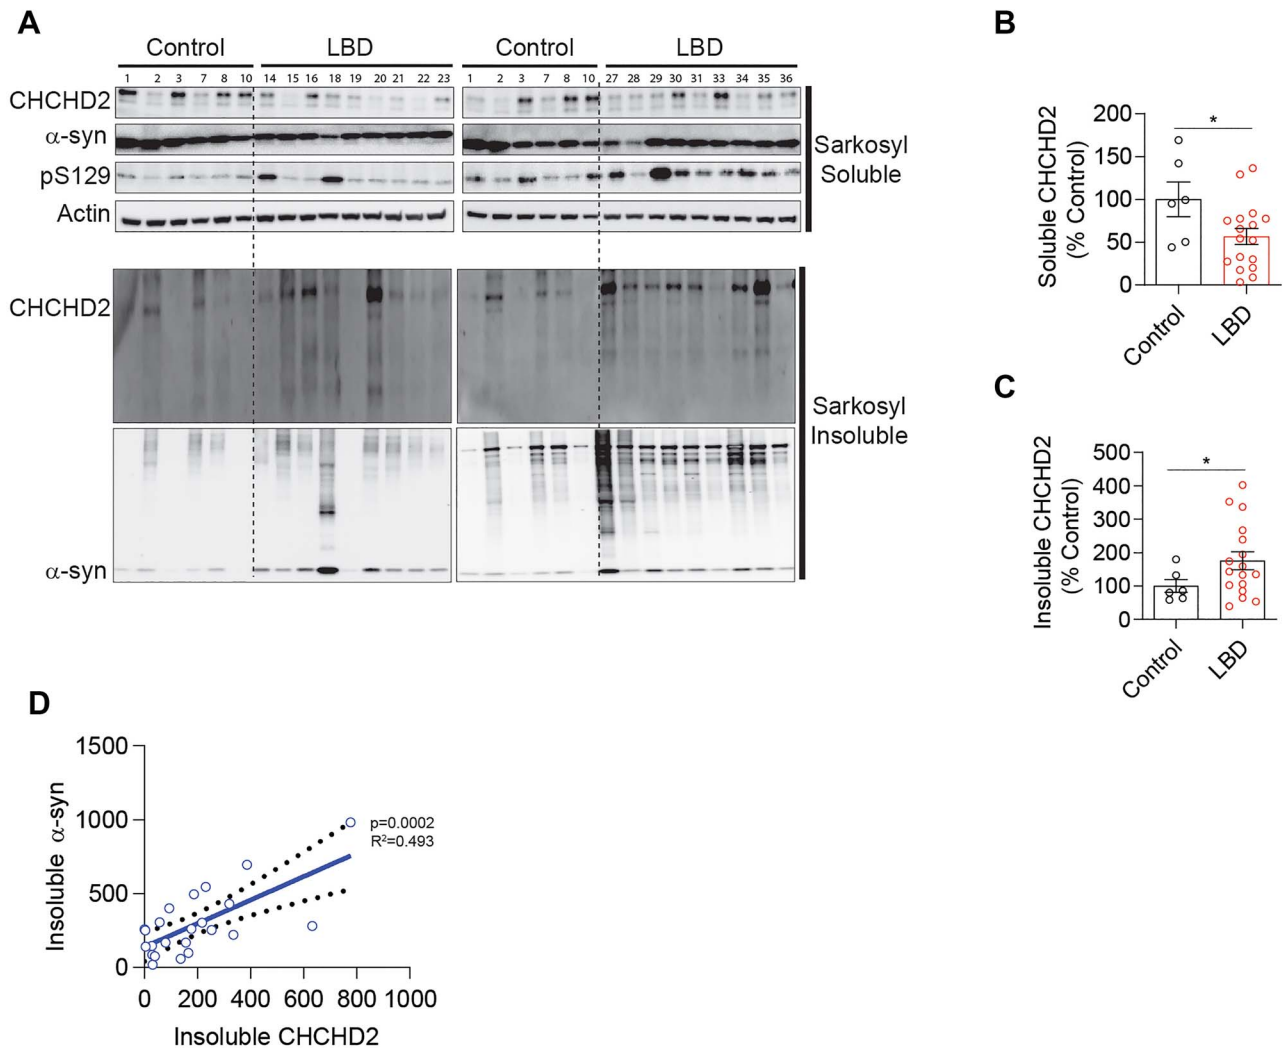 A
Control LBD Control LBD
1 2 3 7 8 10 14 15 16 18 19 20 21 22 23 1 2 3 7 8 10 27 28 29 30 31 33 34 35 36
CHCHD2
α-syn
pS129
Actin
Sarkosyl
Soluble
CHCHD2
α-syn
Sarkosyl
Insoluble
B
Soluble CHCHD2
(% Control)
200
150
100
50
0
*
Control LBD
C
Insoluble CHCHD2
(% Control)
500
400
300
200
100
0
*
Control LBD
D
Insoluble α-syn
1500
1000
500
0
p=0.0002
R²=0.493
0 200 400 600 800 1000
Insoluble CHCHD2